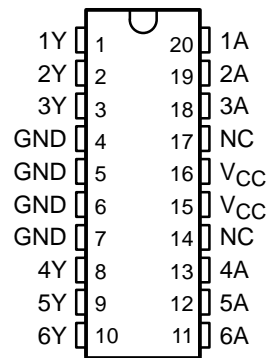 1Y 1 20 1A
2Y 2 19 2A
3Y 3 18 3A
GND 4 17 NC
GND 5 16 VCC
GND 6 15 VCC
GND 7 14 NC
4Y 8 13 4A
5Y 9 12 5A
6Y 10 11 6A